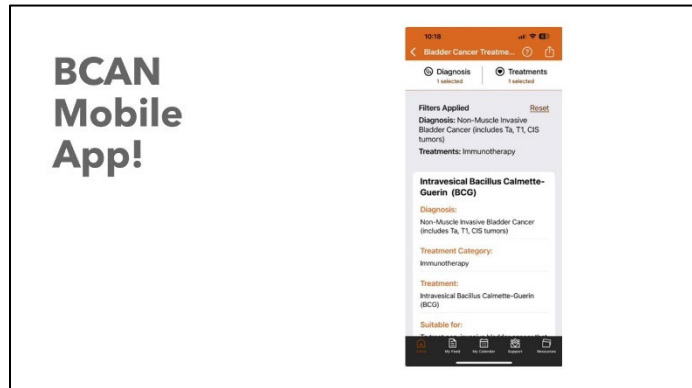 BCAN
Mobile
App!
10:18
Bladder Cancer Treatme...
Diagnosis
1 selected
Treatments
1 selected
Filters Applied
Reset
Diagnosis: Non-Muscle Invasive
Bladder Cancer (includes Ta, T1, CIS
tumors)
Treatments: Immunotherapy
Intravesical Bacillus Calmette-
Guerin (BCG)
Diagnosis:
Non-Muscle Invasive Bladder Cancer
(includes Ta, T1, CIS tumors)
Treatment Category:
Immunotherapy
Treatment:
Intravesical Bacillus Calmette-Guerin
(BCG)
Suitable for:
Home
My Feed
My Calendar
Support
Resources